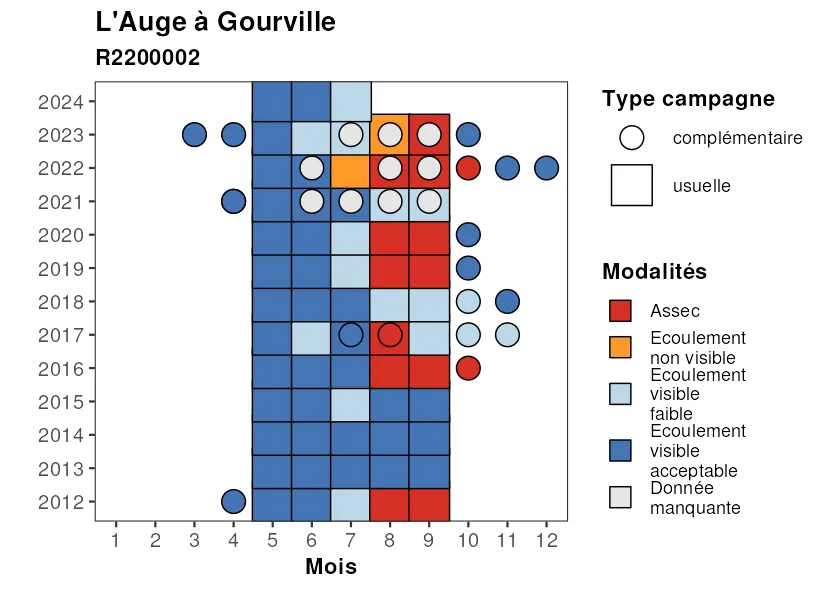 L'Auge à Gourville
R2200002
2024
2023
2022
2021
2020
2019
2018
2017
2016
2015
2014
2013
2012
1 2 3 4 5 6 7 8 9 10 11 12
Mois
Type campagne
complémentaire
usuelle
Modalités
Assec
Ecoulement
non visible
Ecoulement
visible
faible
Ecoulement
visible
acceptable
Donnée
manquante